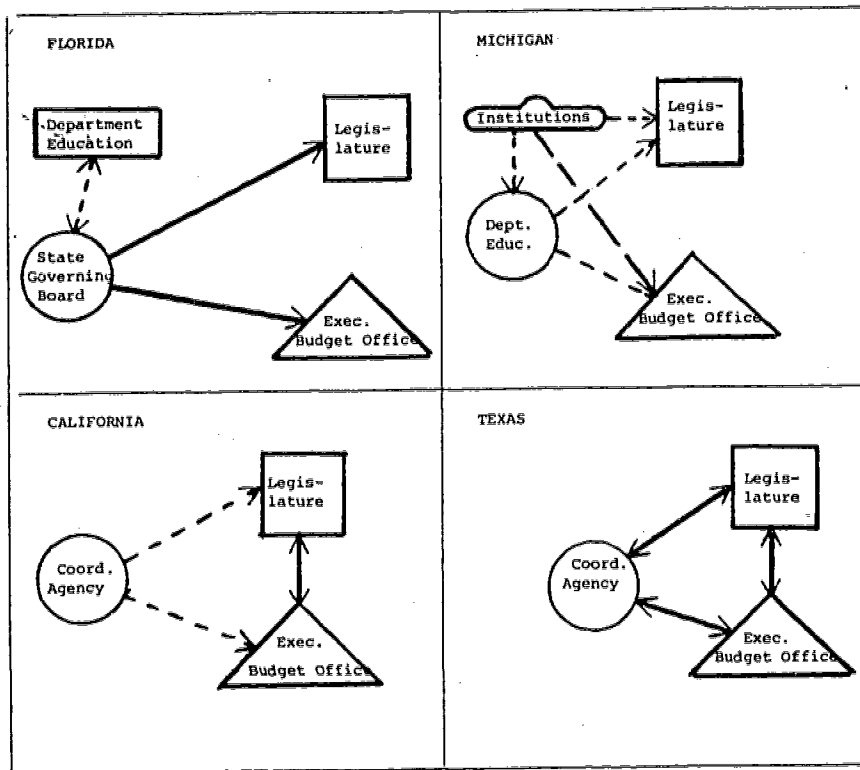 FLORIDA
Department
Education
Legis-
lature
State
Governing
Board
Exec.
Budget Office
MICHIGAN
Institutions
Legis-
lature
Dept.
Educ.
Exec.
Budget Office
CALIFORNIA
Legis-
lature
Coord.
Agency
Exec.
Budget Office
TEXAS
Legis-
lature
Coord.
Agency
Exec.
Budget Office